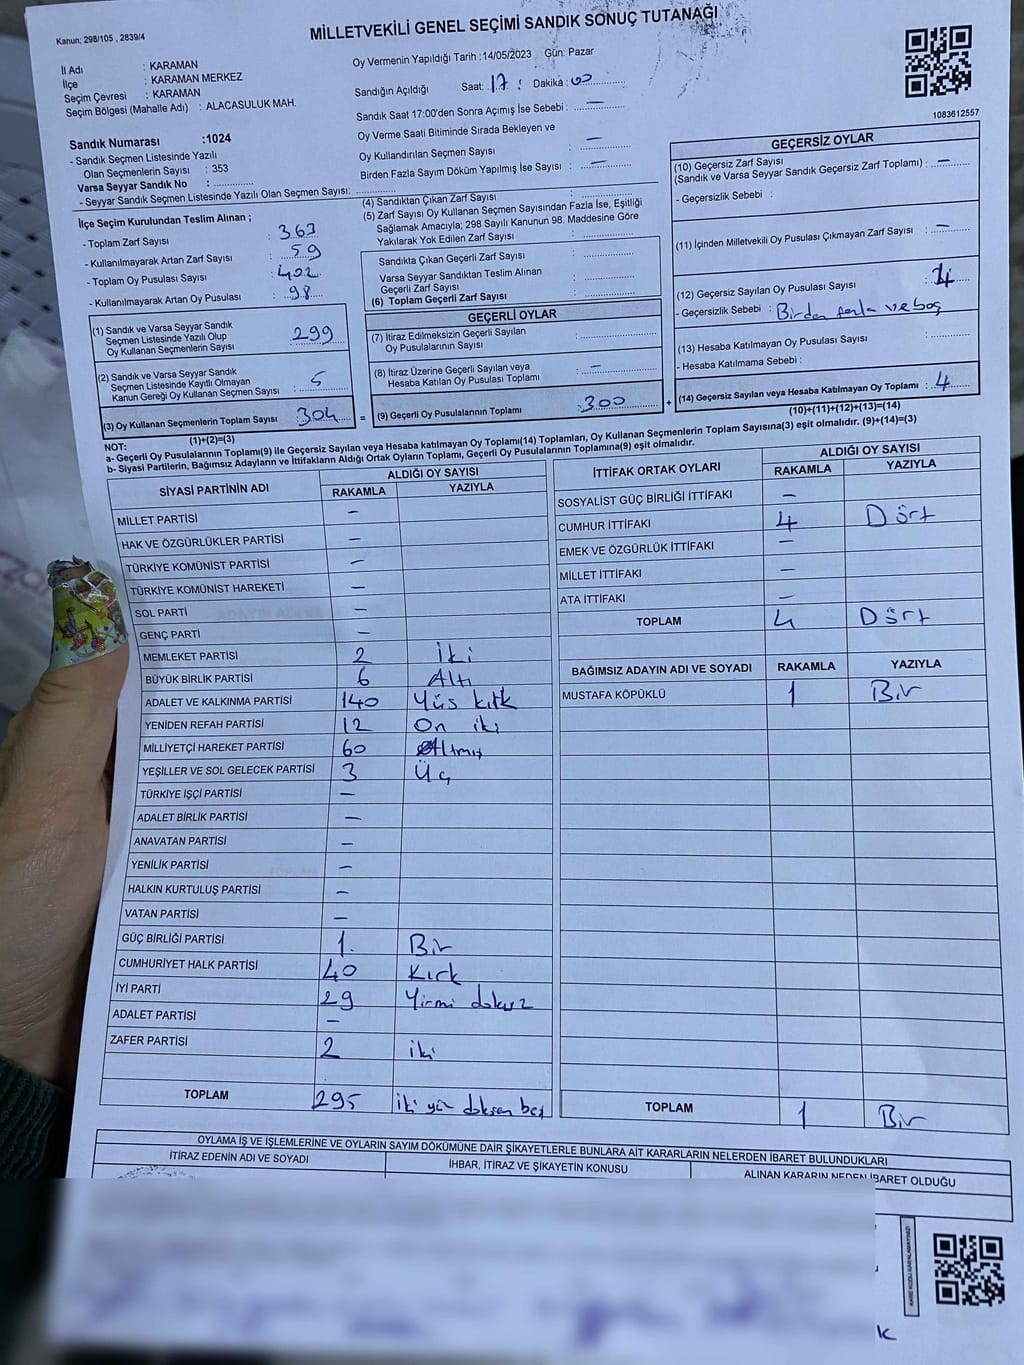 Kanun; 298/105 , 2839/4
MİLLETVEKİLİ GENEL SEÇİMİ SANDIK SONUÇ TUTANAĞI
İl Adı : KARAMAN
İlçe : KARAMAN MERKEZ
Seçim Çevresi : KARAMAN
Seçim Bölgesi (Mahalle Adı) : ALACASULUK MAH.
Sandık Numarası :1024
- Sandık Seçmen Listesinde Yazılı
Olan Seçmenlerin Sayısı : 353
Varsa Seyyar Sandık No :
- Seyyar Sandık Seçmen Listesinde Yazılı Olan Seçmen Sayısı:
Oy Vermenin Yapıldığı Tarih :14/05/2023 Gün: Pazar
Sandığın Açıldığı Saat: 17 : Dakika: 00
Sandık Saat 17:00'den Sonra Açılmış İse Sebebi : —
Oy Verme Saati Bitiminde Sırada Bekleyen ve
Oy Kullandırılan Seçmen Sayısı : —
Birden Fazla Sayım Döküm Yapılmış İse Sayısı : —
1083612557
İlçe Seçim Kurulundan Teslim Alınan ;
- Toplam Zarf Sayısı : 363
- Kullanılmayarak Artan Zarf Sayısı : 59
- Toplam Oy Pusulası Sayısı : 402
- Kullanılmayarak Artan Oy Pusulası : 98
(1) Sandık ve Varsa Seyyar Sandık
Seçmen Listesinde Yazılı Olup
Oy Kullanan Seçmenlerin Sayısı : 299
(2) Sandık ve Varsa Seyyar Sandık
Seçmen Listesinde Kayıtlı Olmayan
Kanun Gereği Oy Kullanan Seçmen Sayısı : 5
(3) Oy Kullanan Seçmenlerin Toplam Sayısı : 304
(1)+(2)=(3)
(4) Sandıktan Çıkan Zarf Sayısı :
(5) Zarf Sayısı Oy Kullanan Seçmen Sayısından Fazla İse, Eşitliği
Sağlamak Amacıyla; 298 Sayılı Kanunun 98. Maddesine Göre
Yakılarak Yok Edilen Zarf Sayısı :
Sandıkta Çıkan Geçerli Zarf Sayısı :
Varsa Seyyar Sandıktan Teslim Alınan
Geçerli Zarf Sayısı :
(6) Toplam Geçerli Zarf Sayısı :
GEÇERLİ OYLAR
(7) İtiraz Edilmeksizin Geçerli Sayılan
Oy Pusulalarının Sayısı :
(8) İtiraz Üzerine Geçerli Sayılan veya
Hesaba Katılan Oy Pusulası Toplamı : —
= (9) Geçerli Oy Pusulalarının Toplamı : 300 +
GEÇERSİZ OYLAR
(10) Geçersiz Zarf Sayısı
(Sandık ve Varsa Seyyar Sandık Geçersiz Zarf Toplamı) : —
- Geçersizlik Sebebi :
(11) İçinden Milletvekili Oy Pusulası Çıkmayan Zarf Sayısı : —
(12) Geçersiz Sayılan Oy Pusulası Sayısı : 4
- Geçersizlik Sebebi : Birden fazla ve boş
(13) Hesaba Katılmayan Oy Pusulası Sayısı :
- Hesaba Katılmama Sebebi :
(14) Geçersiz Sayılan veya Hesaba Katılmayan Oy Toplamı : 4
(10)+(11)+(12)+(13)=(14)
NOT:
a- Geçerli Oy Pusulalarının Toplamı(9) ile Geçersiz Sayılan veya Hesaba katılmayan Oy Toplamı(14) Toplamları, Oy Kullanan Seçmenlerin Toplam Sayısına(3) eşit olmalıdır. (9)+(14)=(3)
b- Siyasi Partilerin, Bağımsız Adayların ve İttifakların Aldığı Ortak Oyların Toplamı, Geçerli Oy Pusulalarının Toplamına(9) eşit olmalıdır.
SİYASİ PARTİNİN ADI ALDIĞI OY SAYISI
RAKAMLA YAZIYLA
MİLLET PARTİSİ —
HAK VE ÖZGÜRLÜKLER PARTİSİ —
TÜRKİYE KOMÜNİST PARTİSİ —
TÜRKİYE KOMÜNİST HAREKETİ —
SOL PARTİ —
GENÇ PARTİ —
MEMLEKET PARTİSİ 2 İki
BÜYÜK BİRLİK PARTİSİ 6 Altı
ADALET VE KALKINMA PARTİSİ 140 Yüs kırk
YENİDEN REFAH PARTİSİ 12 On iki
MİLLİYETÇİ HAREKET PARTİSİ 60 Altmış
YEŞİLLER VE SOL GELECEK PARTİSİ 3 Üç
TÜRKİYE İŞÇİ PARTİSİ —
ADALET BİRLİK PARTİSİ —
ANAVATAN PARTİSİ —
YENİLİK PARTİSİ —
HALKIN KURTULUŞ PARTİSİ —
VATAN PARTİSİ —
GÜÇ BİRLİĞİ PARTİSİ 1. Bir
CUMHURİYET HALK PARTİSİ 40 Kırk
İYİ PARTİ 29 Yirmi dokuz
ADALET PARTİSİ —
ZAFER PARTİSİ 2 iki
TOPLAM 295 iki yüz doksan beş
İTTİFAK ORTAK OYLARI ALDIĞI OY SAYISI
RAKAMLA YAZIYLA
SOSYALİST GÜÇ BİRLİĞİ İTTİFAKI —
CUMHUR İTTİFAKI 4 Dört
EMEK VE ÖZGÜRLÜK İTTİFAKI —
MİLLET İTTİFAKI —
ATA İTTİFAKI —
TOPLAM 4 Dört
BAĞIMSIZ ADAYIN ADI VE SOYADI RAKAMLA YAZIYLA
MUSTAFA KÖPÜKLÜ 1 Bir
TOPLAM 1 Bir
OYLAMA İŞ VE İŞLEMLERİNE VE OYLARIN SAYIM DÖKÜMÜNE DAİR ŞİKAYETLERLE BUNLARA AİT KARARLARIN NELERDEN İBARET BULUNDUKLARI
İTİRAZ EDENİN ADI VE SOYADI İHBAR, İTİRAZ VE ŞİKAYETİN KONUSU ALINAN KARARIN NEDEN İBARET OLDUĞU